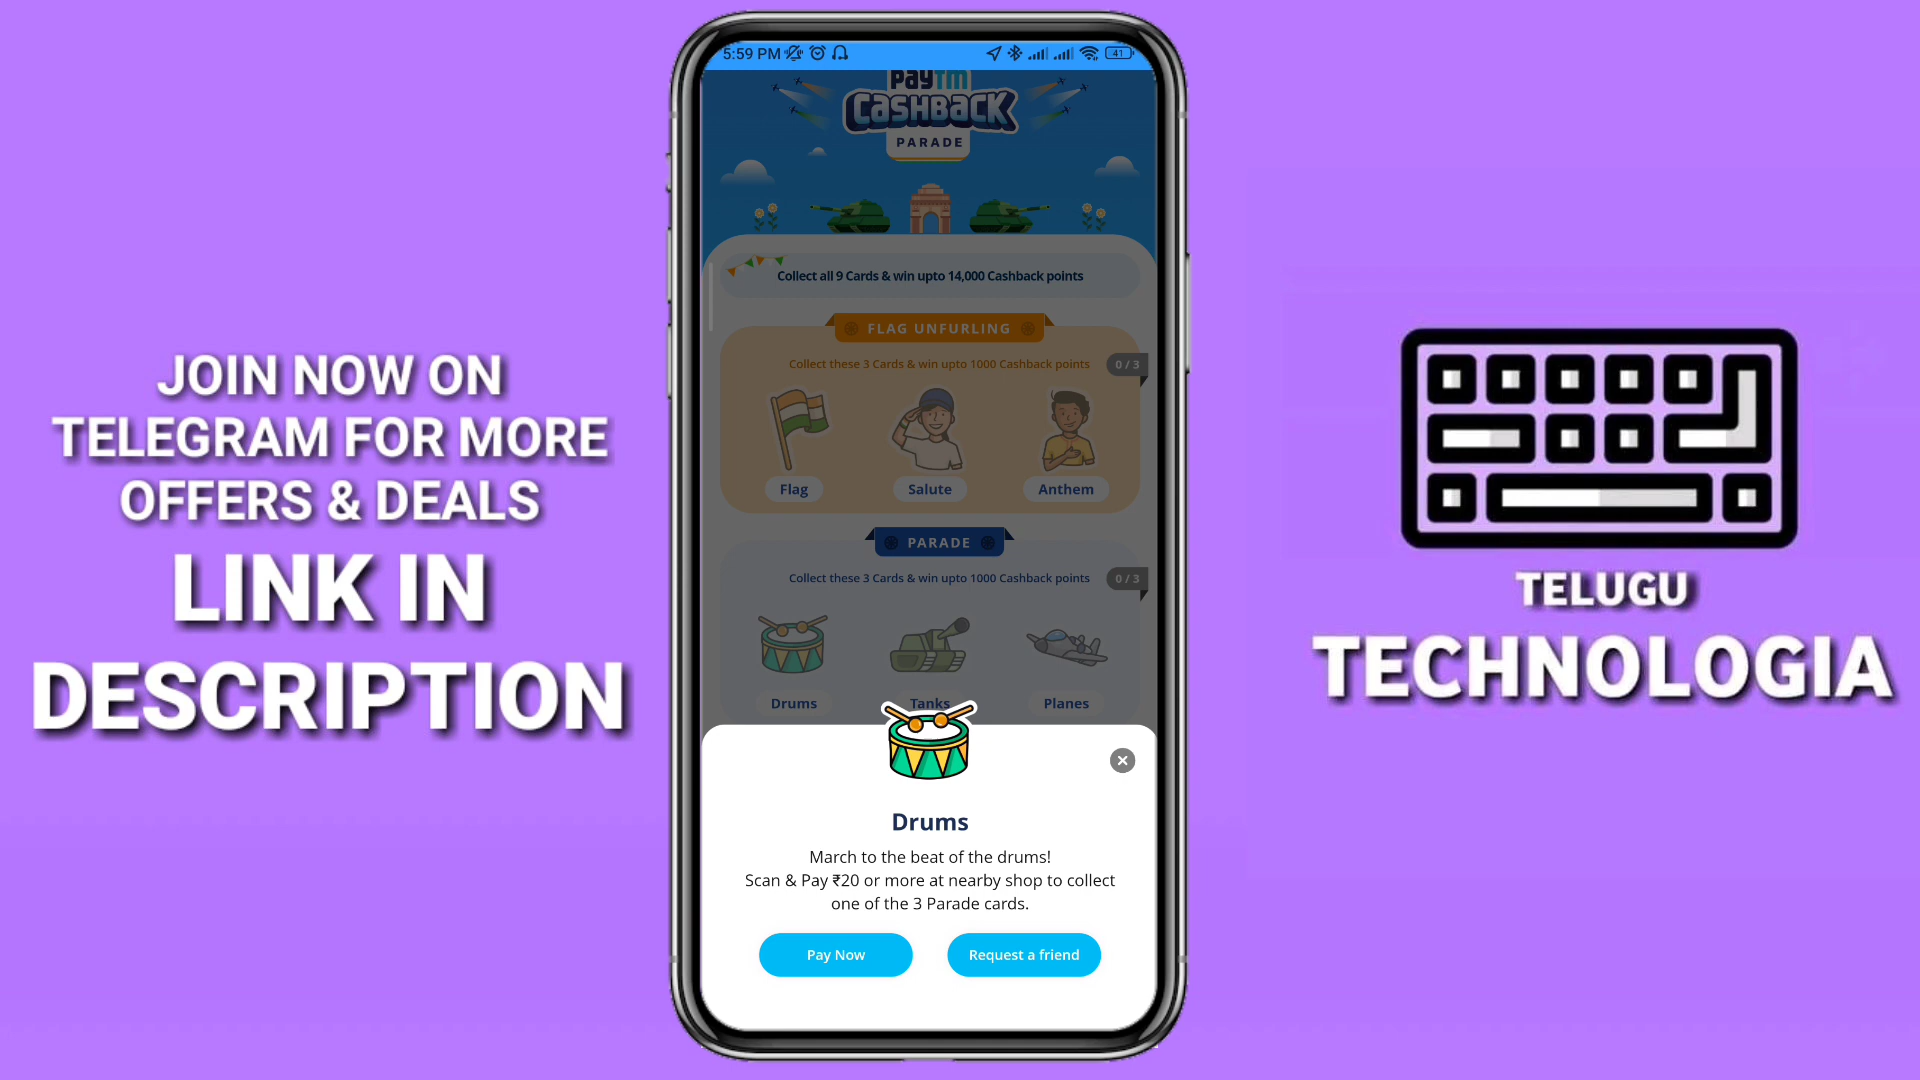 JOIN NOW ON
TELEGRAM FOR MORE
OFFERS & DEALS
LINK IN
DESCRIPTION
5:59 PM
41
paytm
CASHBACK
PARADE
Collect all 9 Cards & win upto 14,000 Cashback points
FLAG UNFURLING
Collect these 3 Cards & win upto 1000 Cashback points
0 / 3
Flag
Salute
Anthem
PARADE
Collect these 3 Cards & win upto 1000 Cashback points
0 / 3
Drums
Tanks
Planes
Drums
March to the beat of the drums!
Scan & Pay ₹20 or more at nearby shop to collect
one of the 3 Parade cards.
Pay Now
Request a friend
TELUGU
TECHNOLOGIA